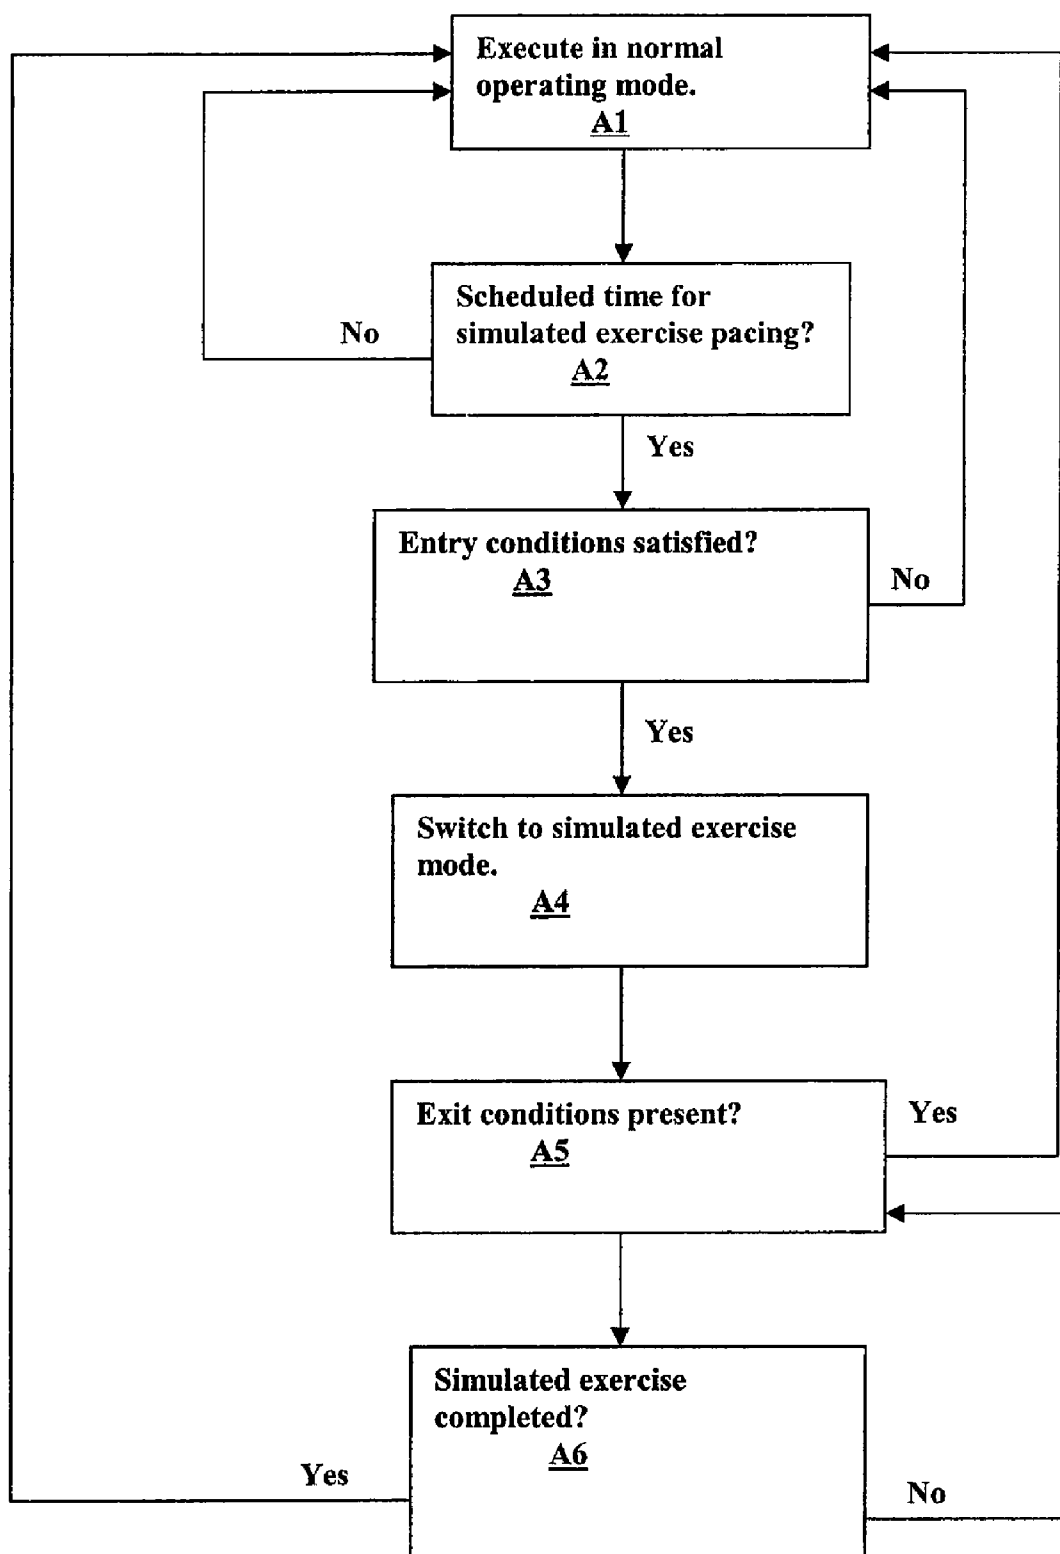 Execute in normal
operating mode.
A1
Scheduled time for
simulated exercise pacing?
A2
No
Yes
Entry conditions satisfied?
A3
No
Yes
Switch to simulated exercise
mode.
A4
Exit conditions present?
A5
Yes
Simulated exercise
completed?
A6
Yes
No